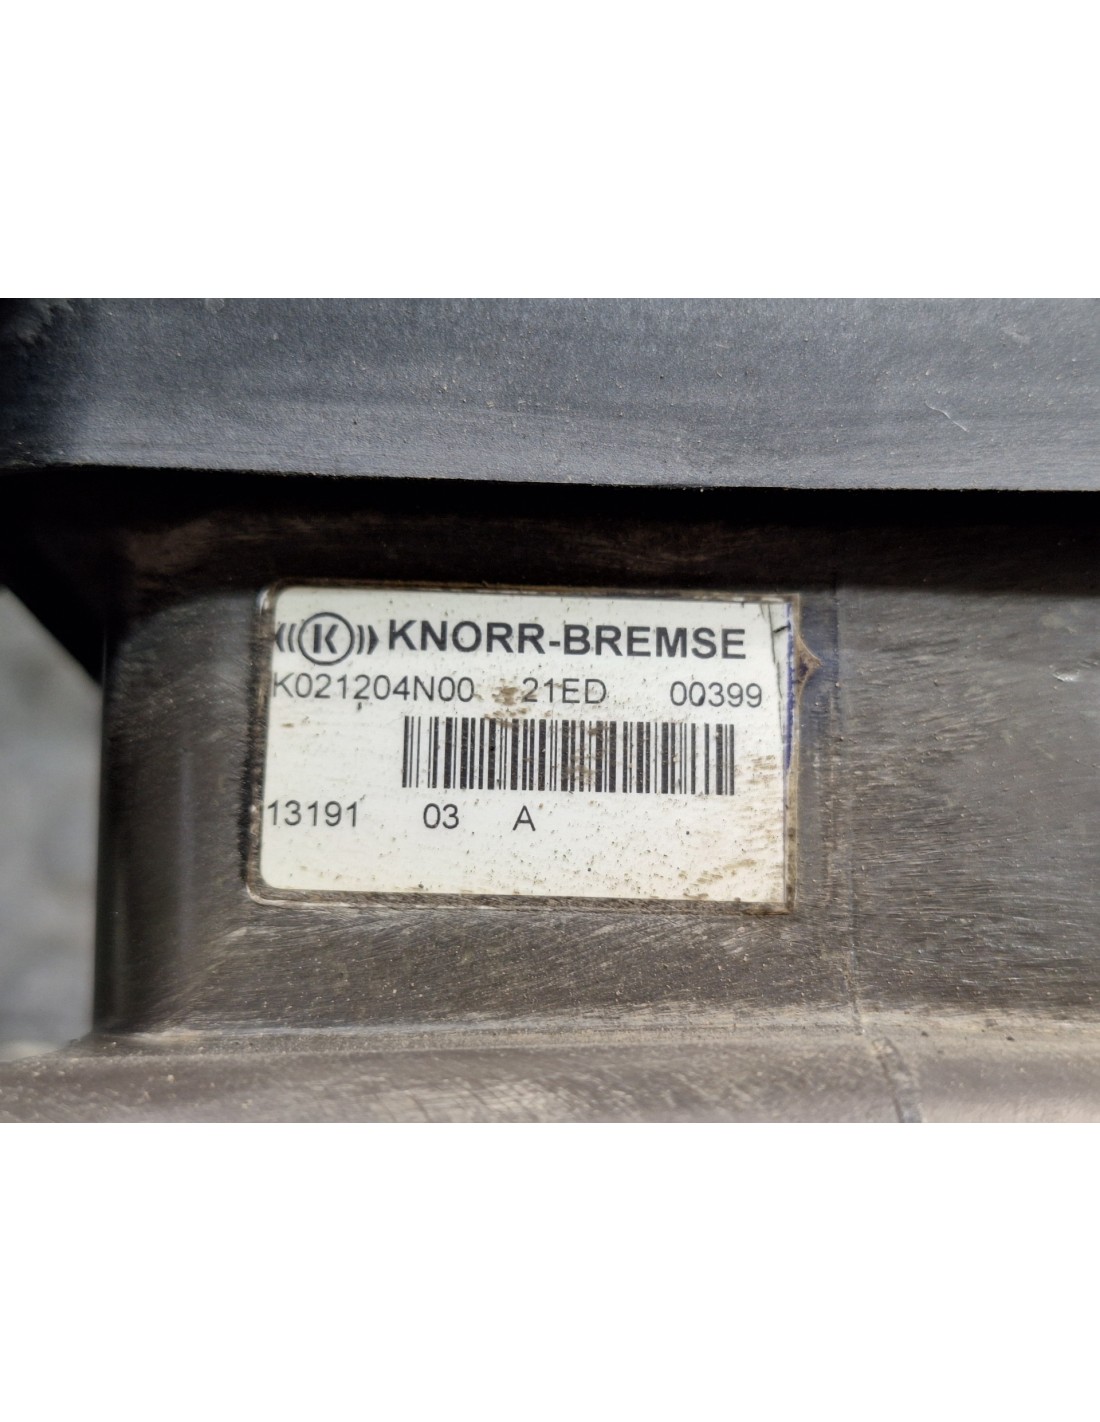 K KNORR-BREMSE
K021204N00 21ED 00399
13191 03 A